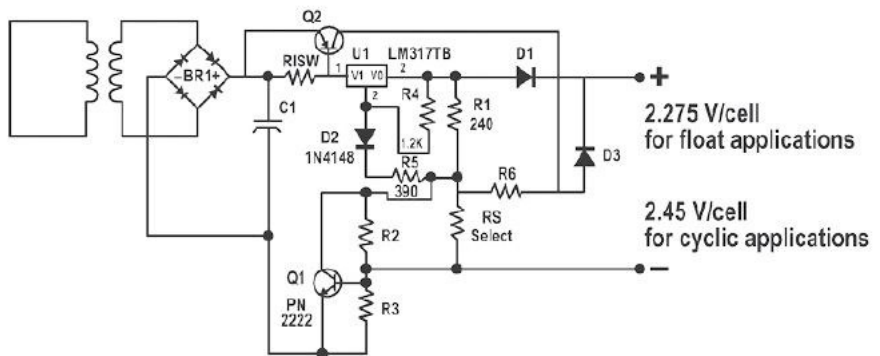 Q2
U1
LM317TB
D1
–BR1+
RISW
1
V1 V0
2
+
C1
2
R4
R1
240
2.275 V/cell
for float applications
D2
1N4148
1.2K
D3
R5
390
R6
RS
Select
2.45 V/cell
for cyclic applications
R2
–
Q1
PN
2222
R3